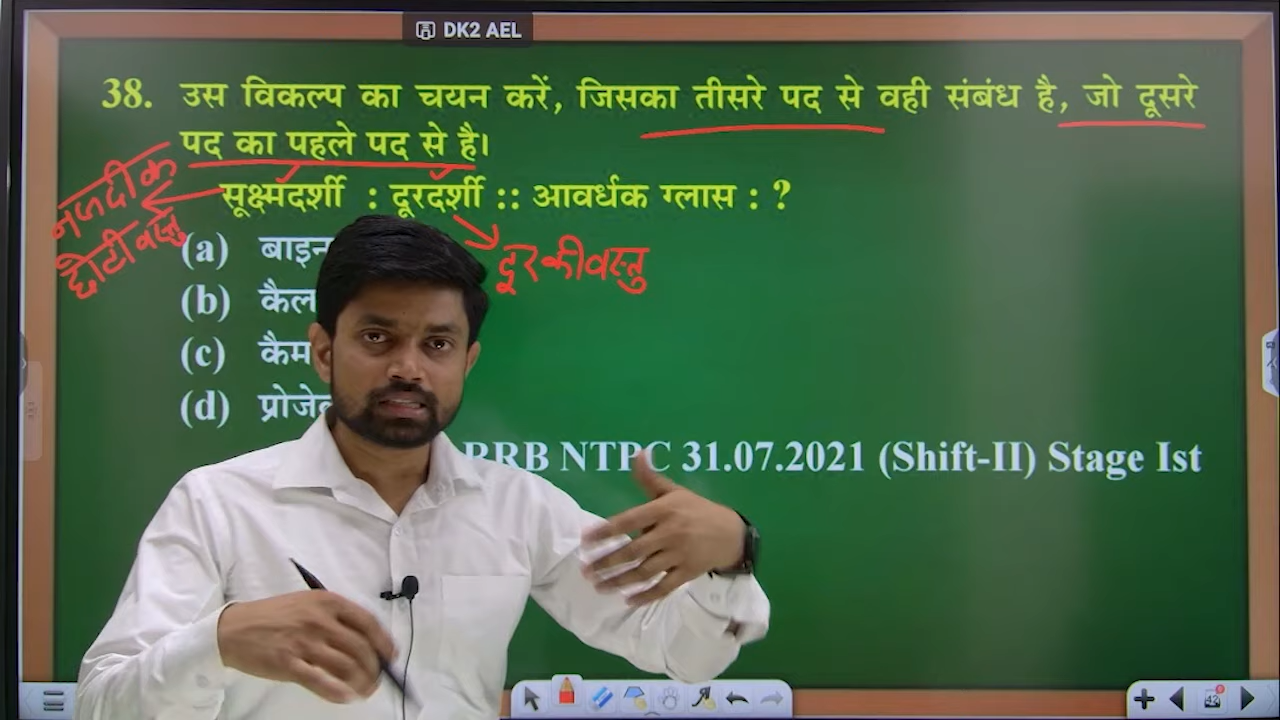 DK2 AEL
38. उस विकल्प का चयन करें, जिसका तीसरे पद से वही संबंध है, जो दूसरे
पद का पहले पद से है।
सूक्ष्मदर्शी : दूरदर्शी :: आवर्धक ग्लास : ?
नजदीक
छोटी वस्तु
दूर की वस्तु
(a)
(b)
(c)
(d)
RRB NTPC 31.07.2021 (Shift-II) Stage Ist
42